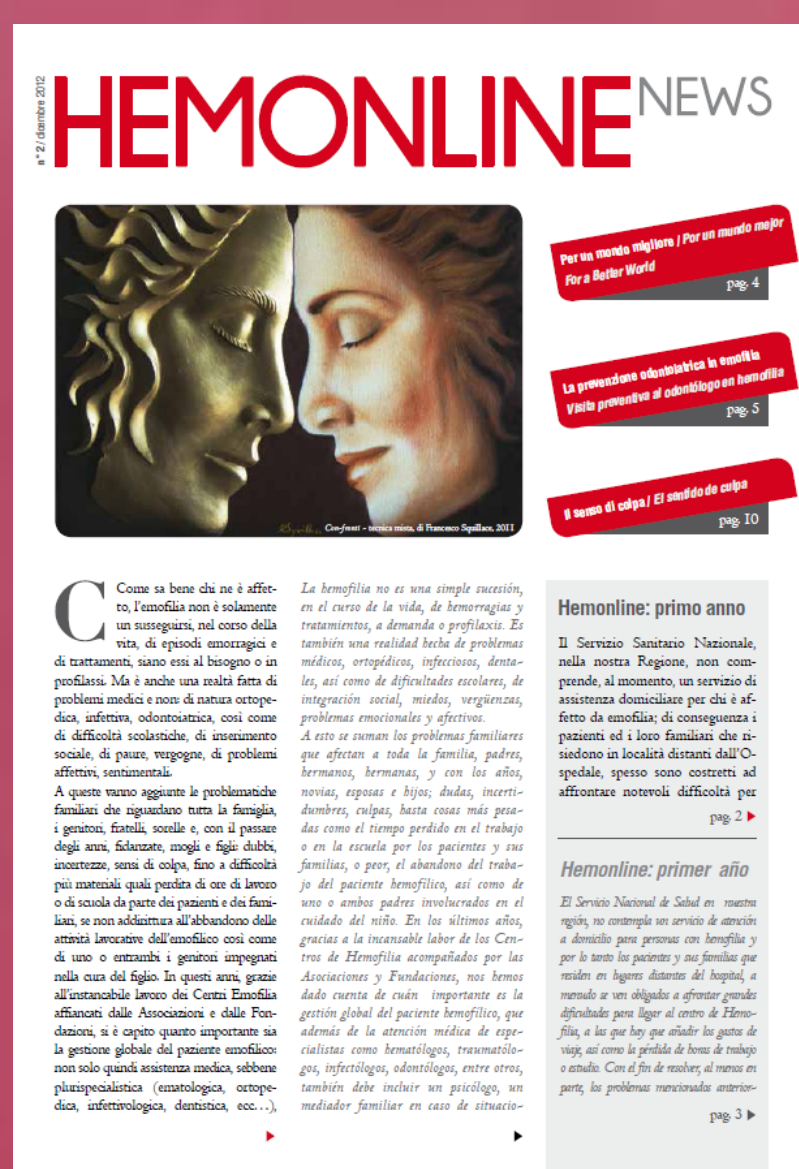 n° 2 / dicembre 2012
HEMONLINE NEWS
Con-fronti – tecnica mista, di Francesco Squillace, 2011
Per un mondo migliore / Por un mundo mejor
For a Better World
pag. 4
La prevenzione odontoiatrica in emofilia
Visita preventiva al odontólogo en hemofilia
pag. 5
Il senso di colpa / El sentido de culpa
pag. 10
C Come sa bene chi ne è affet-
to, l'emofilia non è solamente
un susseguirsi, nel corso della
vita, di episodi emorragici e
di trattamenti, siano essi al bisogno o in
profilassi. Ma è anche una realtà fatta di
problemi medici e non: di natura ortope-
dica, infettiva, odontoiatrica, così come
di difficoltà scolastiche, di inserimento
sociale, di paure, vergogne, di problemi
affettivi, sentimentali.
A queste vanno aggiunte le problematiche
familiari che riguardano tutta la famiglia,
i genitori, fratelli, sorelle e, con il passare
degli anni, fidanzate, mogli e figli: dubbi,
incertezze, sensi di colpa, fino a difficoltà
più materiali quali perdita di ore di lavoro
o di scuola da parte dei pazienti e dei fami-
liari, se non addirittura all'abbandono delle
attività lavorative dell'emofilico così come
di uno o entrambi i genitori impegnati
nella cura del figlio. In questi anni, grazie
all'instancabile lavoro dei Centri Emofilia
affiancati dalle Associazioni e dalle Fon-
dazioni, si è capito quanto importante sia
la gestione globale del paziente emofilico:
non solo quindi assistenza medica, sebbene
plurispecialistica (ematologica, ortope-
dica, infettivologica, dentistica, ecc…),
La hemofilia no es una simple sucesión,
en el curso de la vida, de hemorragias y
tratamientos, a demanda o profilaxis. Es
también una realidad hecha de problemas
médicos, ortopédicos, infecciosos, denta-
les, así como de dificultades escolares, de
integración social, miedos, vergüenzas,
problemas emocionales y afectivos.
A esto se suman los problemas familiares
que afectan a toda la familia, padres,
hermanos, hermanas, y con los años,
novias, esposas e hijos; dudas, incerti-
dumbres, culpas, hasta cosas más pesa-
das como el tiempo perdido en el trabajo
o en la escuela por los pacientes y sus
familias, o peor, el abandono del traba-
jo del paciente hemofílico, así como de
uno o ambos padres involucrados en el
cuidado del niño. En los últimos años,
gracias a la incansable labor de los Cen-
tros de Hemofilia acompañados por las
Asociaciones y Fundaciones, nos hemos
dado cuenta de cuán importante es la
gestión global del paciente hemofílico, que
además de la atención médica de espe-
cialistas como hematólogos, traumatólo-
gos, infectólogos, odontólogos, entre otros,
también debe incluir un psicólogo, un
mediador familiar en caso de situacio-
Hemonline: primo anno
Il Servizio Sanitario Nazionale,
nella nostra Regione, non com-
prende, al momento, un servizio di
assistenza domiciliare per chi è af-
fetto da emofilia; di conseguenza i
pazienti ed i loro familiari che ri-
siedono in località distanti dall'O-
spedale, spesso sono costretti ad
affrontare notevoli difficoltà per
pag. 2
Hemonline: primer año
El Servicio Nacional de Salud en nuestra
región, no contempla un servicio de atención
a domicilio para personas con hemofilia y
por lo tanto los pacientes y sus familias que
residen en lugares distantes del hospital, a
menudo se ven obligados a afrontar grandes
dificultades para llegar al centro de Hemo-
filia, a las que hay que añadir los gastos de
viaje, así como la pérdida de horas de trabajo
o estudio. Con el fin de resolver, al menos en
parte, los problemas mencionados anterior-
pag. 3